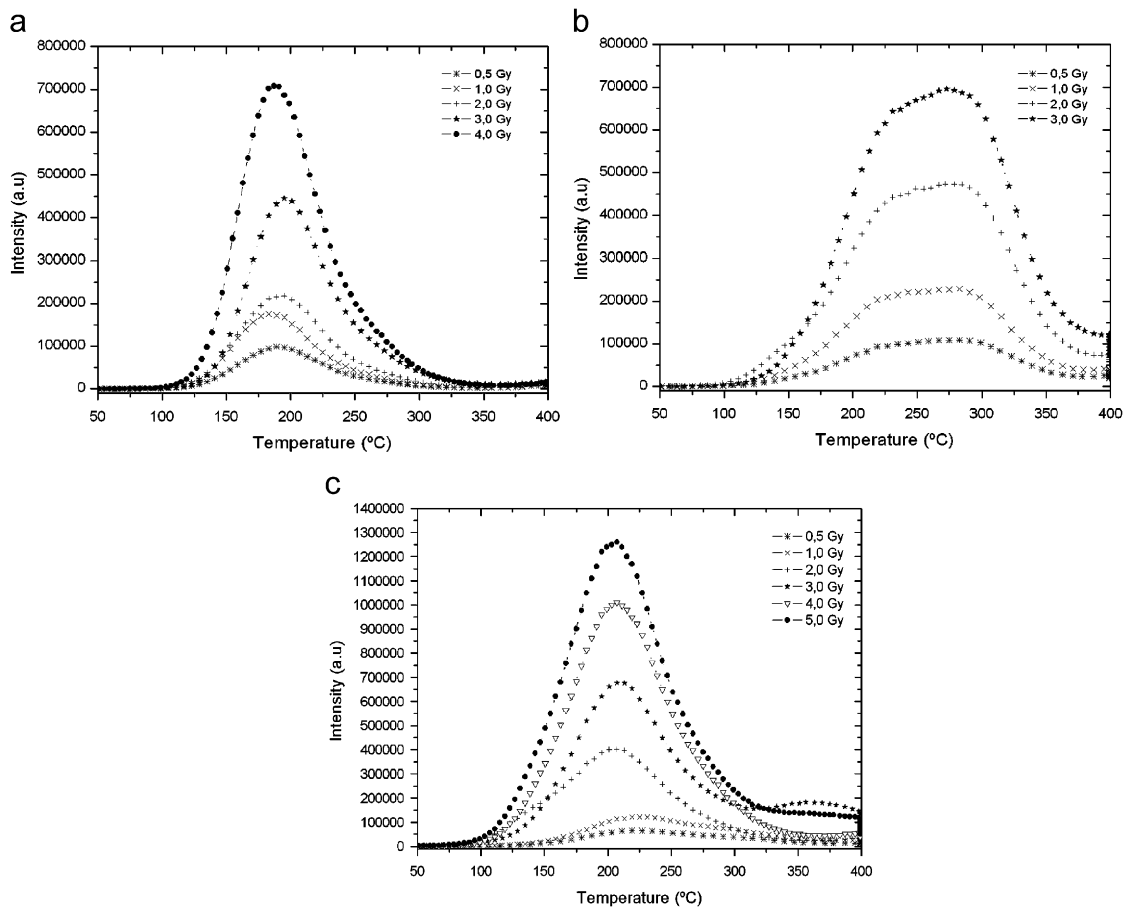 a
800000
700000
600000
500000
400000
300000
200000
100000
0
Intensity (a.u)
50 100 150 200 250 300 350 400
Temperature (ºC)
0,5 Gy
1,0 Gy
2,0 Gy
3,0 Gy
4,0 Gy
b
800000
700000
600000
500000
400000
300000
200000
100000
0
Intensity (a.u)
50 100 150 200 250 300 350 400
Temperature (ºC)
0,5 Gy
1,0 Gy
2,0 Gy
3,0 Gy
c
1400000
1300000
1200000
1100000
1000000
900000
800000
700000
600000
500000
400000
300000
200000
100000
0
Intensity (a.u)
50 100 150 200 250 300 350 400
Temperature (ºC)
0,5 Gy
1,0 Gy
2,0 Gy
3,0 Gy
4,0 Gy
5,0 Gy